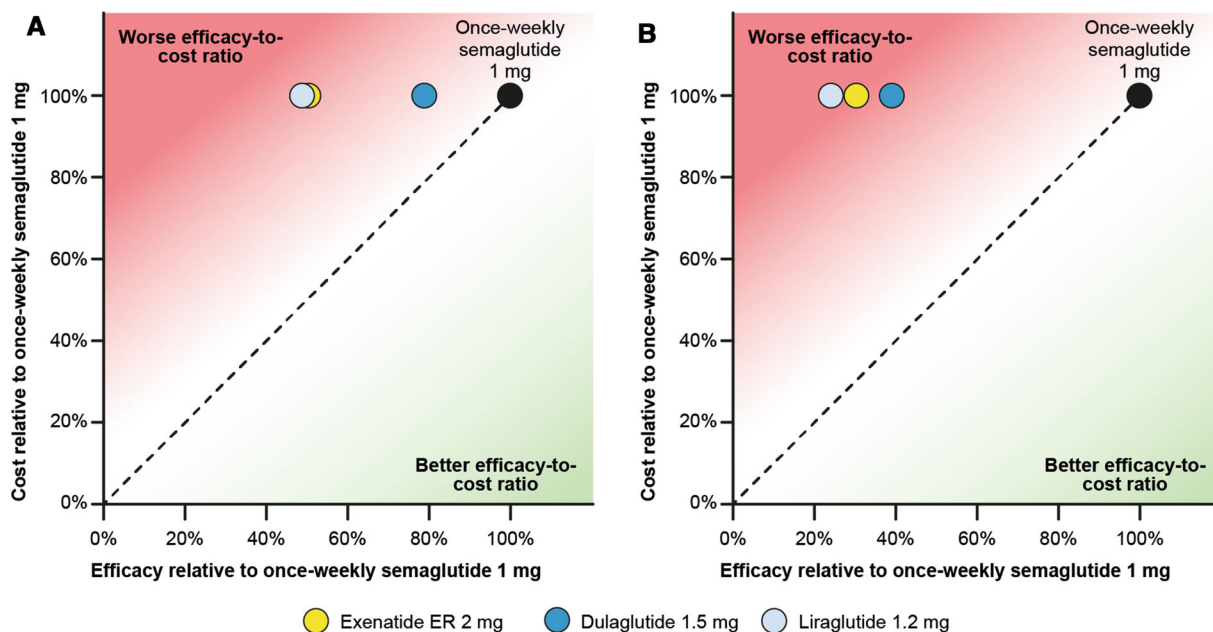 A
Worse efficacy-to-
cost ratio
Once-weekly
semaglutide
1 mg
100%
80%
60%
40%
20%
0%
Cost relative to once-weekly semaglutide 1 mg
Better efficacy-to-
cost ratio
0%
20%
40%
60%
80%
100%
Efficacy relative to once-weekly semaglutide 1 mg
B
Worse efficacy-to-
cost ratio
Once-weekly
semaglutide
1 mg
100%
80%
60%
40%
20%
0%
Cost relative to once-weekly semaglutide 1 mg
Better efficacy-to-
cost ratio
0%
20%
40%
60%
80%
100%
Efficacy relative to once-weekly semaglutide 1 mg
Exenatide ER 2 mg
Dulaglutide 1.5 mg
Liraglutide 1.2 mg